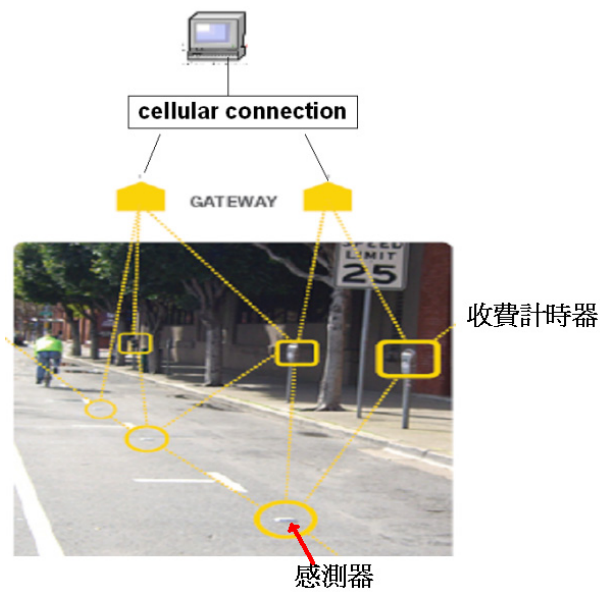 cellular connection
GATEWAY
SPEED
LIMIT
25
收費計時器
感測器